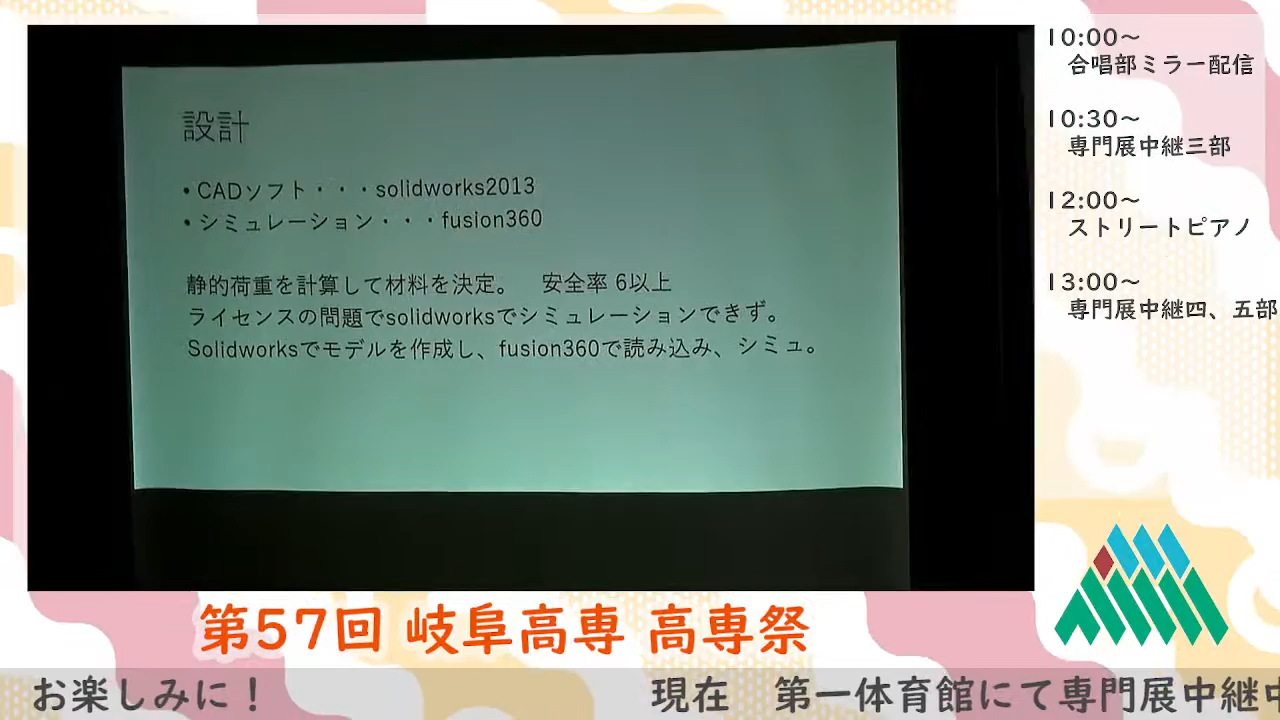 設計
• CADソフト・・・solidworks2013
• シミュレーション・・・fusion360
静的荷重を計算して材料を決定。　安全率 6以上
ライセンスの問題でsolidworksでシミュレーションできず。
Solidworksでモデルを作成し、fusion360で読み込み、シミュ。
10:00～
合唱部ミラー配信
10:30～
専門展中継三部
12:00～
ストリートピアノ
13:00～
専門展中継四、五部
第57回 岐阜高専 高専祭
お楽しみに！　現在　第一体育館にて専門展中継中